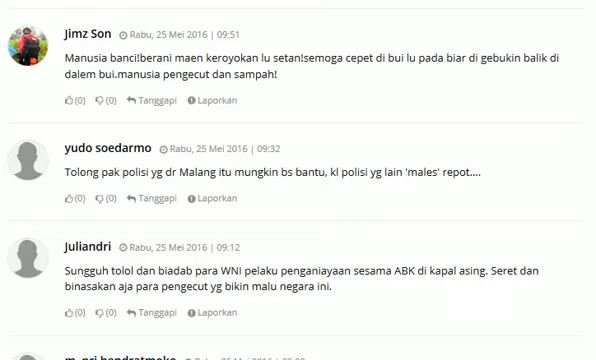 Jimz Son Rabu, 25 Mei 2016 | 09:51
Manusia banci!berani maen keroyokan lu setan!semoga cepet di bui lu pada biar di gebukin balik di
dalem bui.manusia pengecut dan sampah!
(0) (0) Tanggapi Laporkan
yudo soedarmo Rabu, 25 Mei 2016 | 09:32
Tolong pak polisi yg dr Malang itu mungkin bs bantu, kl polisi yg lain 'males' repot....
(0) (0) Tanggapi Laporkan
Juliandri Rabu, 25 Mei 2016 | 09:12
Sungguh tolol dan biadab para WNI pelaku penganiayaan sesama ABK di kapal asing. Seret dan
binasakan aja para pengecut yg bikin malu negara ini.
(0) (0) Tanggapi Laporkan